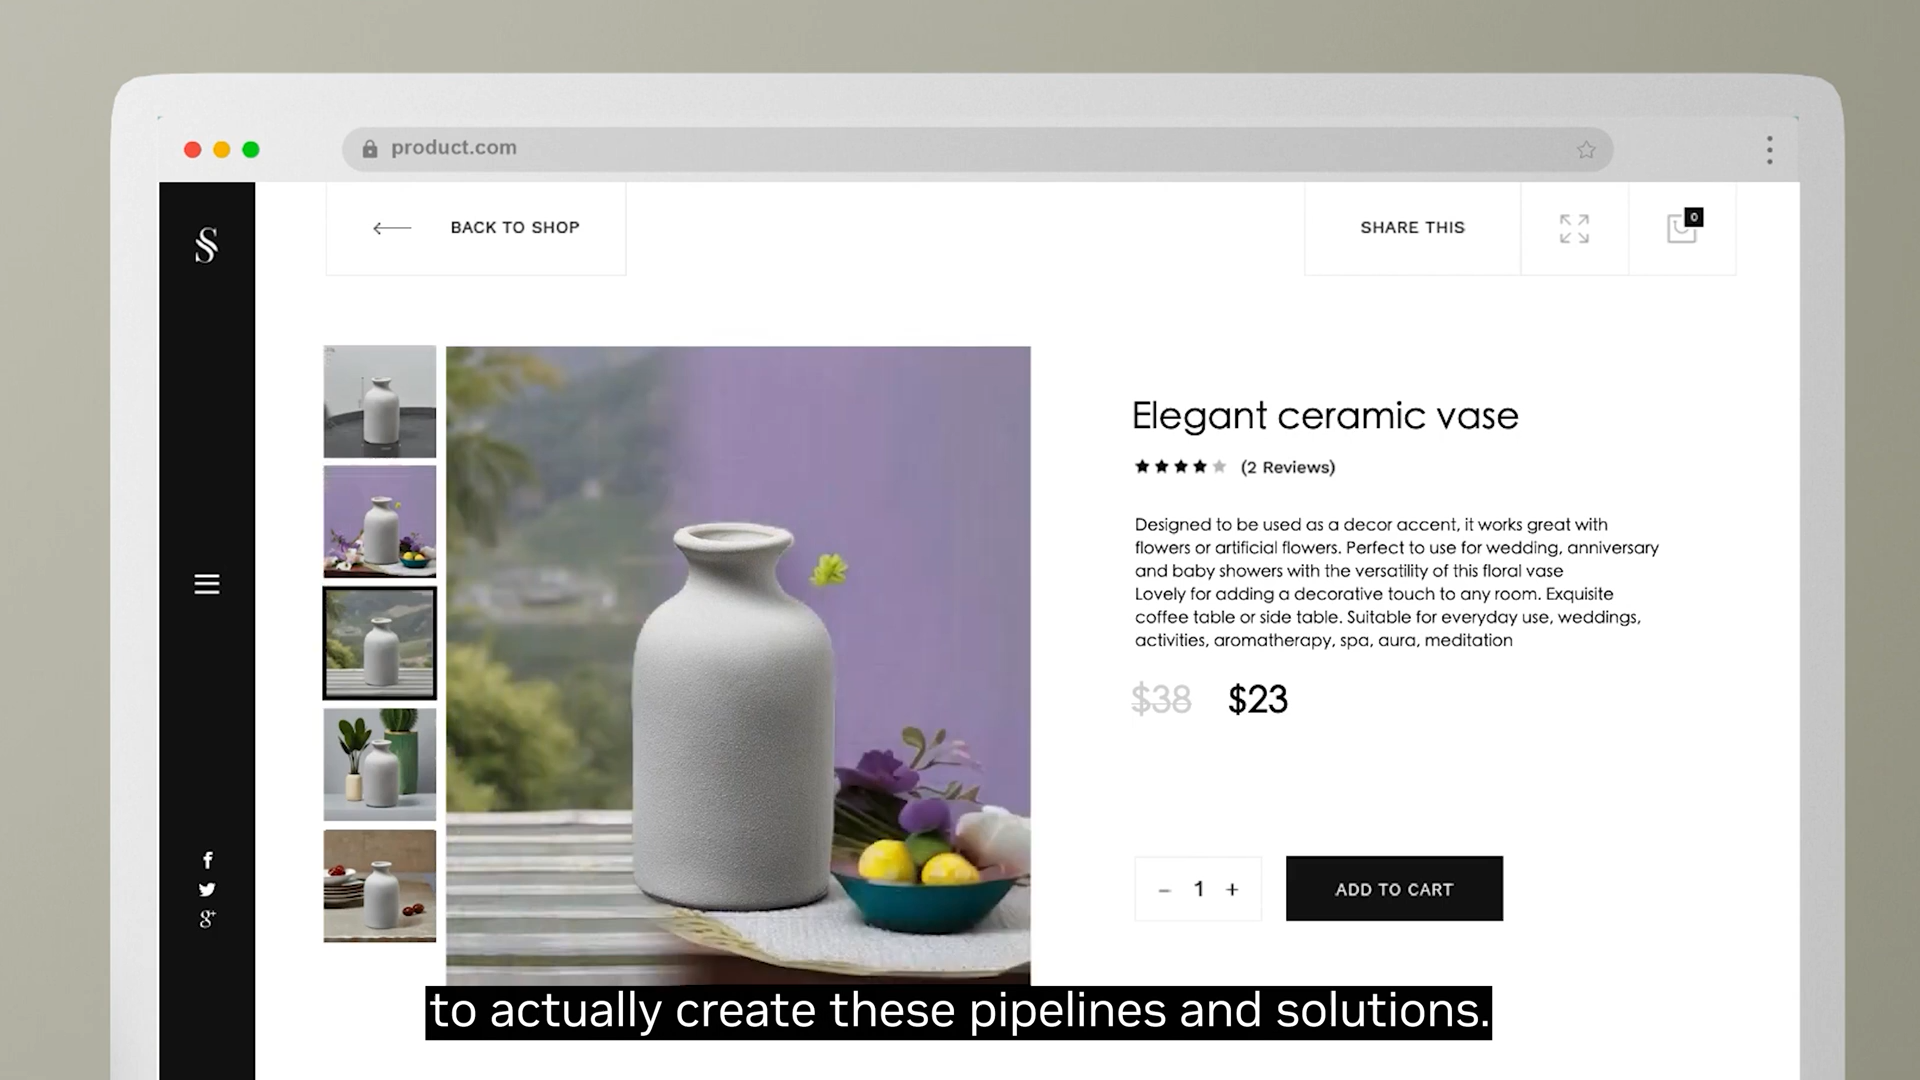 product.com
BACK TO SHOP
SHARE THIS
0
Elegant ceramic vase
(2 Reviews)
Designed to be used as a decor accent, it works great with
flowers or artificial flowers. Perfect to use for wedding, anniversary
and baby showers with the versatility of this floral vase
Lovely for adding a decorative touch to any room. Exquisite
coffee table or side table. Suitable for everyday use, weddings,
activities, aromatherapy, spa, aura, meditation
$38 $23
– 1 +
ADD TO CART
to actually create these pipelines and solutions.